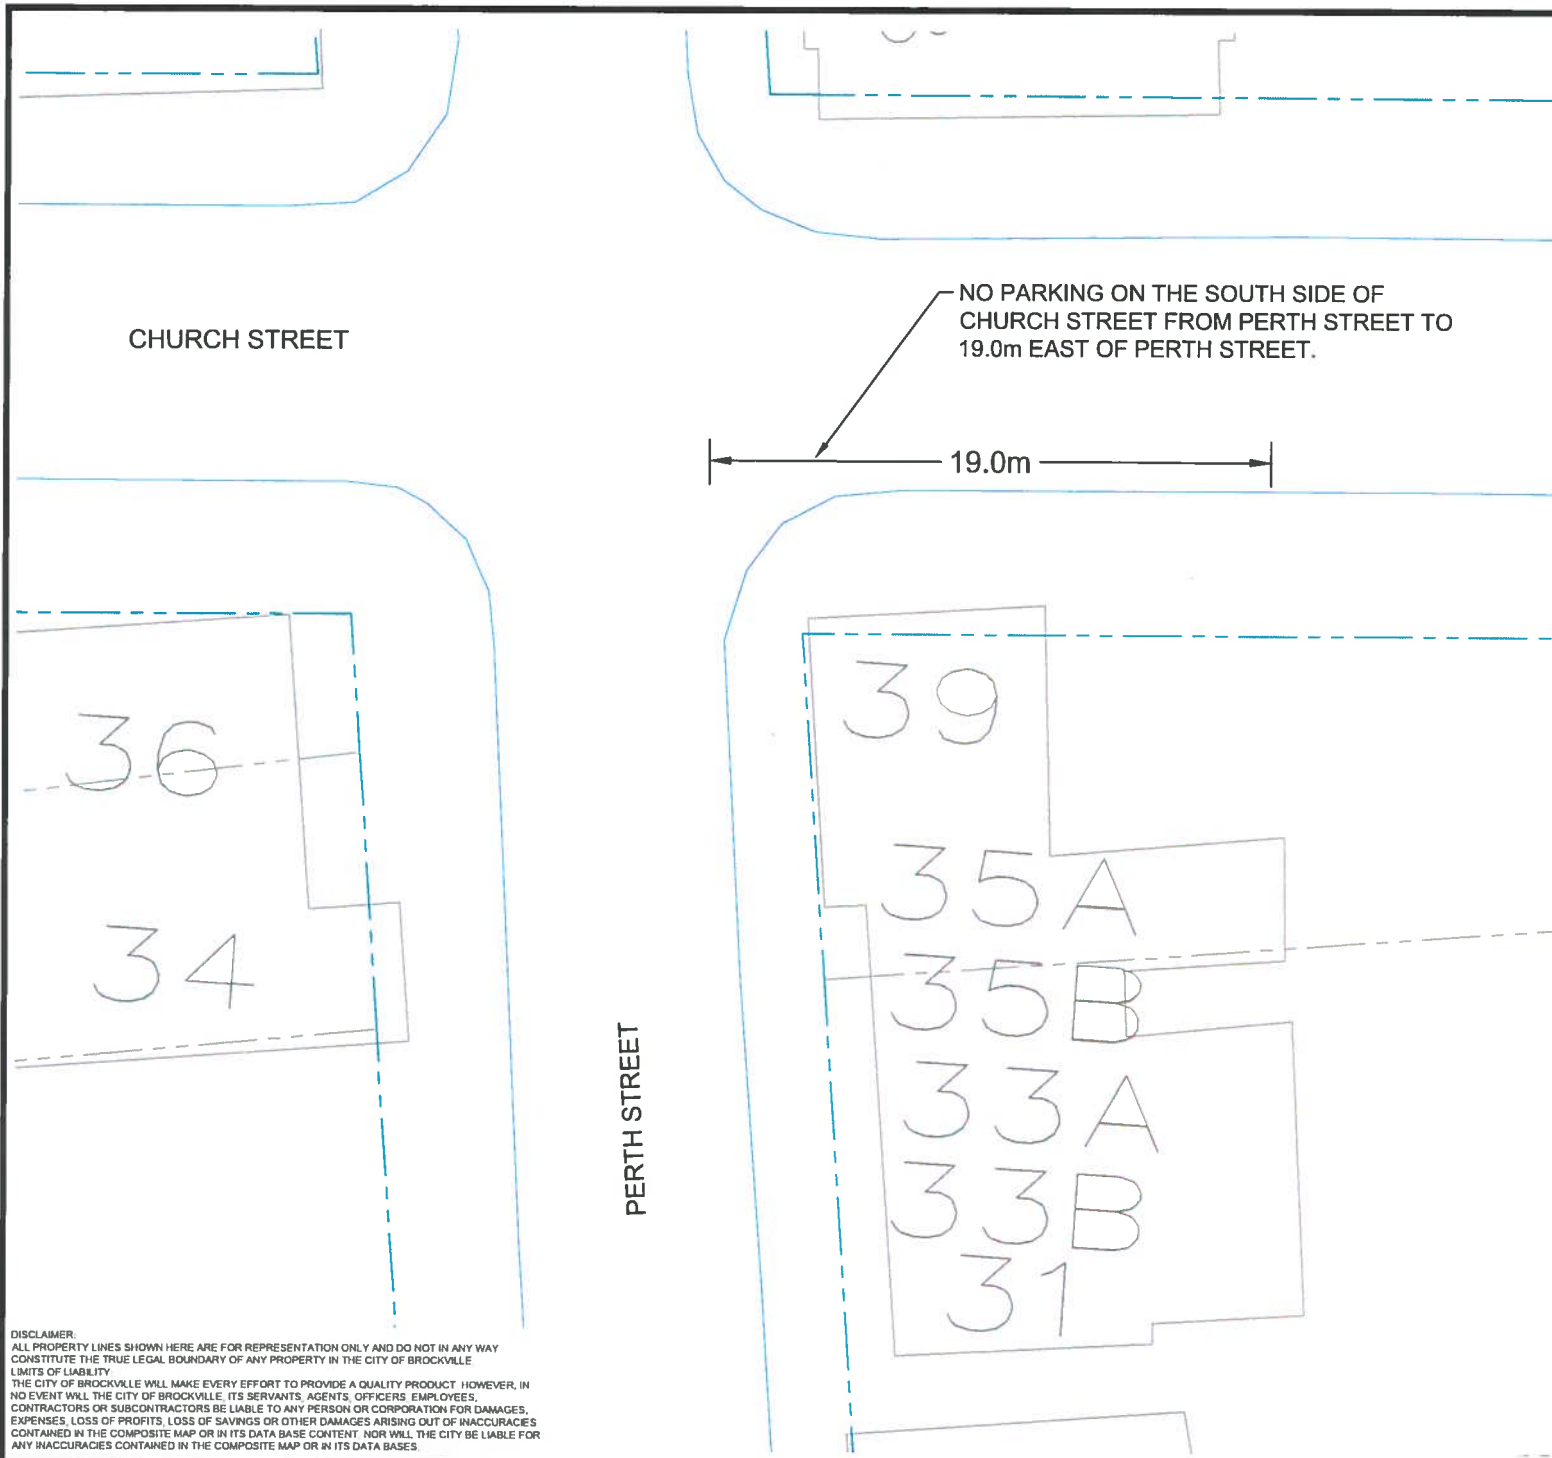 NO PARKING ON THE SOUTH SIDE OF
CHURCH STREET FROM PERTH STREET TO
19.0m EAST OF PERTH STREET.
CHURCH STREET
19.0m
39
36
35A
34
35B
33A
PERTH STREET
33B
31
DISCLAIMER:
ALL PROPERTY LINES SHOWN HERE ARE FOR REPRESENTATION ONLY AND DO NOT IN ANY WAY
CONSTITUTE THE TRUE LEGAL BOUNDARY OF ANY PROPERTY IN THE CITY OF BROCKVILLE
LIMITS OF LIABILITY
THE CITY OF BROCKVILLE WILL MAKE EVERY EFFORT TO PROVIDE A QUALITY PRODUCT HOWEVER, IN
NO EVENT WILL THE CITY OF BROCKVILLE, ITS SERVANTS, AGENTS, OFFICERS, EMPLOYEES,
CONTRACTORS OR SUBCONTRACTORS BE LIABLE TO ANY PERSON OR CORPORATION FOR DAMAGES,
EXPENSES, LOSS OF PROFITS, LOSS OF SAVINGS OR OTHER DAMAGES ARISING OUT OF INACCURACIES
CONTAINED IN THE COMPOSITE MAP OR IN ITS DATA BASE CONTENT. NOR WILL THE CITY BE LIABLE FOR
ANY INACCURACIES CONTAINED IN THE COMPOSITE MAP OR IN ITS DATA BASES.